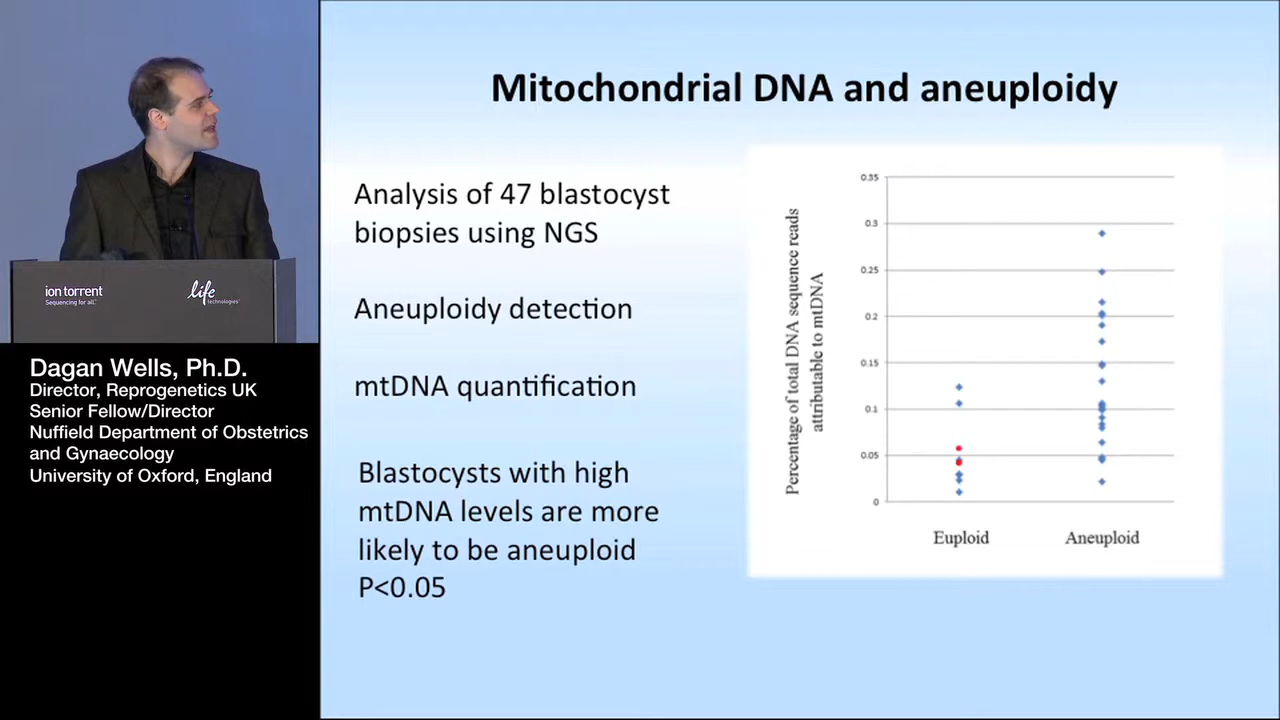 Mitochondrial DNA and aneuploidy
Analysis of 47 blastocyst
biopsies using NGS
Aneuploidy detection
mtDNA quantification
Blastocysts with high
mtDNA levels are more
likely to be aneuploid
P<0.05
Percentage of total DNA sequence reads
attributable to mtDNA
0.35
0.3
0.25
0.2
0.15
0.1
0.05
0
Euploid
Aneuploid
ion torrent
Sequencing for all.
life
technologies
Dagan Wells, Ph.D.
Director, Reprogenetics UK
Senior Fellow/Director
Nuffield Department of Obstetrics
and Gynaecology
University of Oxford, England